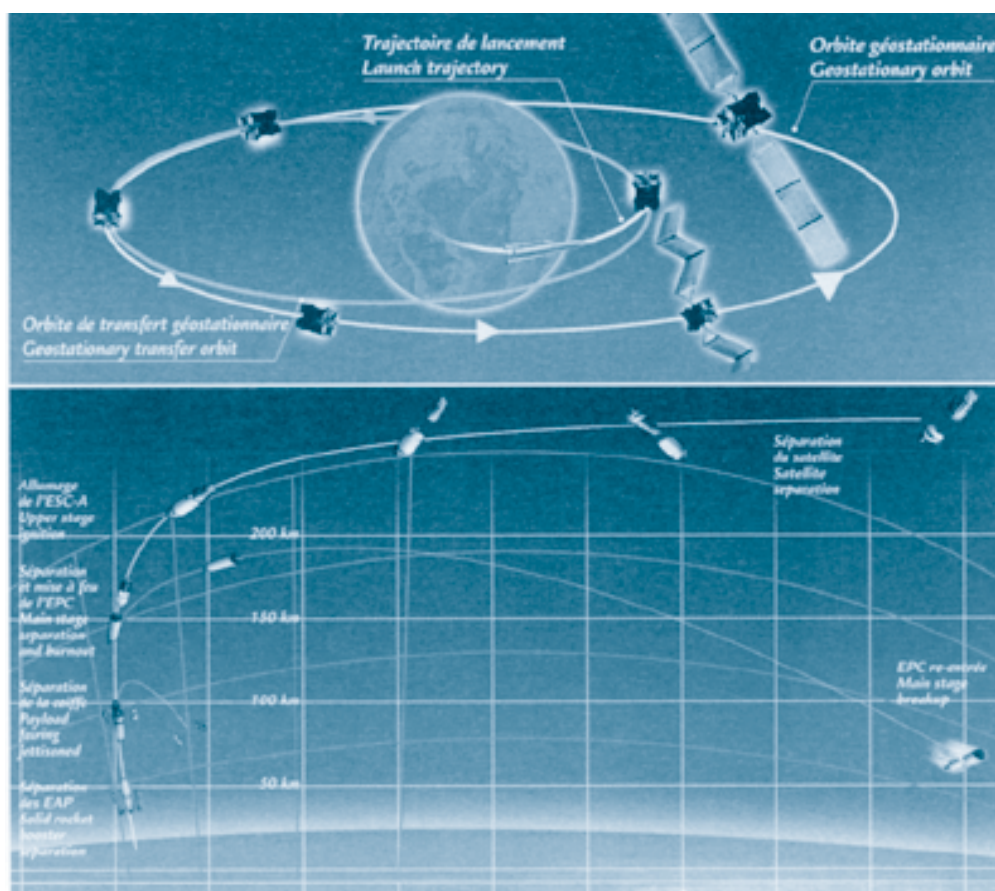 Trajectoire de lancement
Launch trajectory
Orbite géostationnaire
Geostationary orbit
Orbite de transfert géostationnaire
Geostationary transfer orbit
Séparation
du satellite
Satellite
separation
Allumage
de l'ESC-A
Upper stage
ignition
200 km
Séparation
et mise à feu
de l'EPC
Main stage
separation
and burnout
150 km
EPC re-entrée
Main stage
breakup
Séparation
de la coiffe
Payload
fairing
jettisoned
100 km
Séparation
des EAP
Solid rocket
booster
separation
50 km